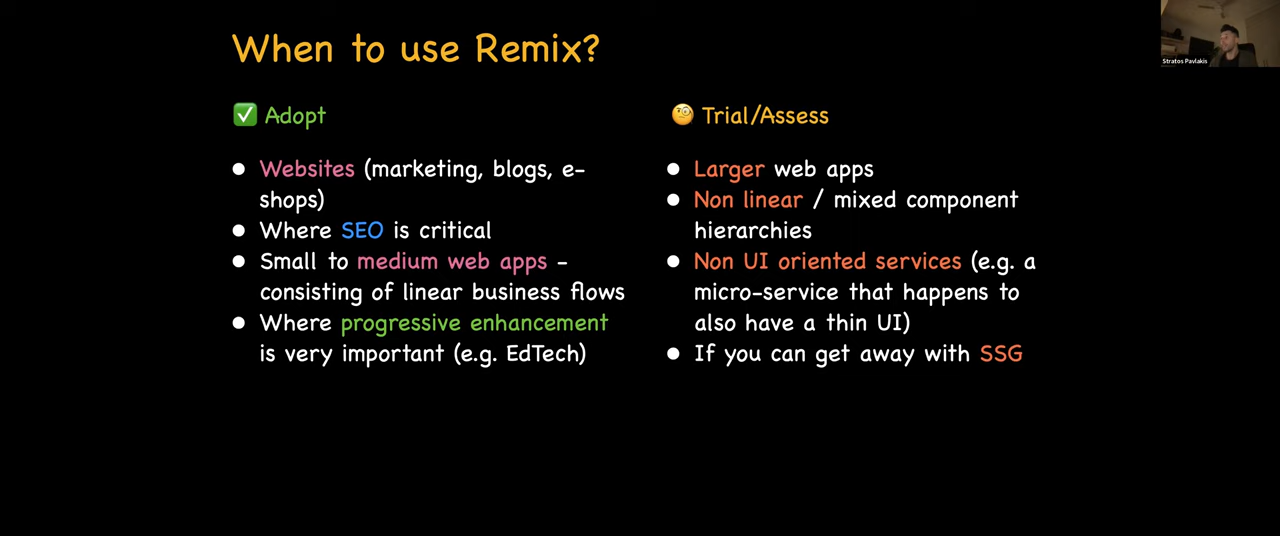 When to use Remix?
Stratos Pavlakis
✅ Adopt
● Websites (marketing, blogs, e-
shops)
● Where SEO is critical
● Small to medium web apps -
consisting of linear business flows
● Where progressive enhancement
is very important (e.g. EdTech)
🧐 Trial/Assess
● Larger web apps
● Non linear / mixed component
hierarchies
● Non UI oriented services (e.g. a
micro-service that happens to
also have a thin UI)
● If you can get away with SSG